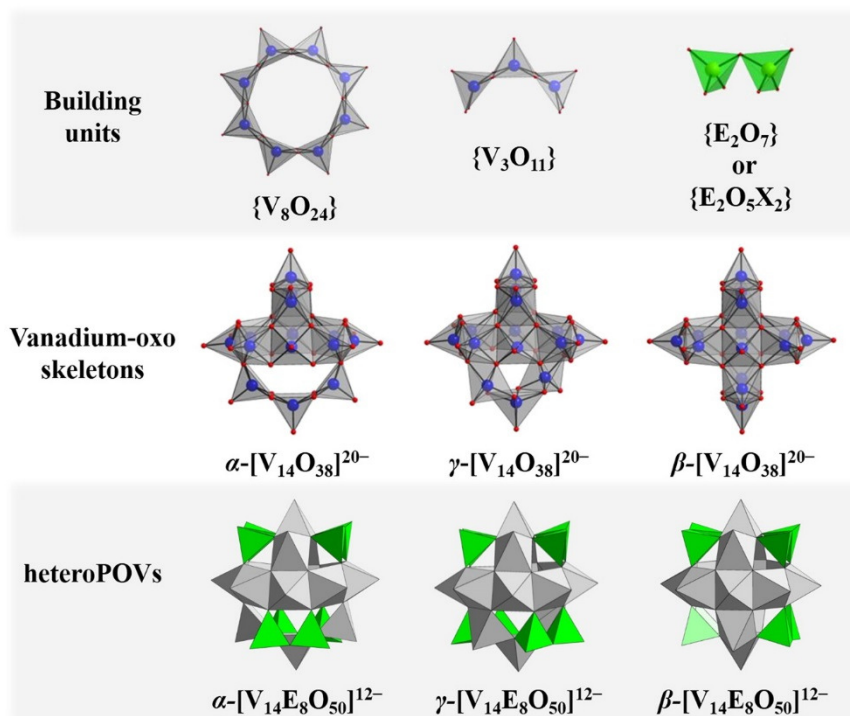 Building
units
{V₈O₂₄}
{V₃O₁₁}
{E₂O₇}
or
{E₂O₅X₂}
Vanadium-oxo
skeletons
α-[V₁₄O₃₈]²⁰⁻
γ-[V₁₄O₃₈]²⁰⁻
β-[V₁₄O₃₈]²⁰⁻
heteroPOVs
α-[V₁₄E₈O₅₀]¹²⁻
γ-[V₁₄E₈O₅₀]¹²⁻
β-[V₁₄E₈O₅₀]¹²⁻